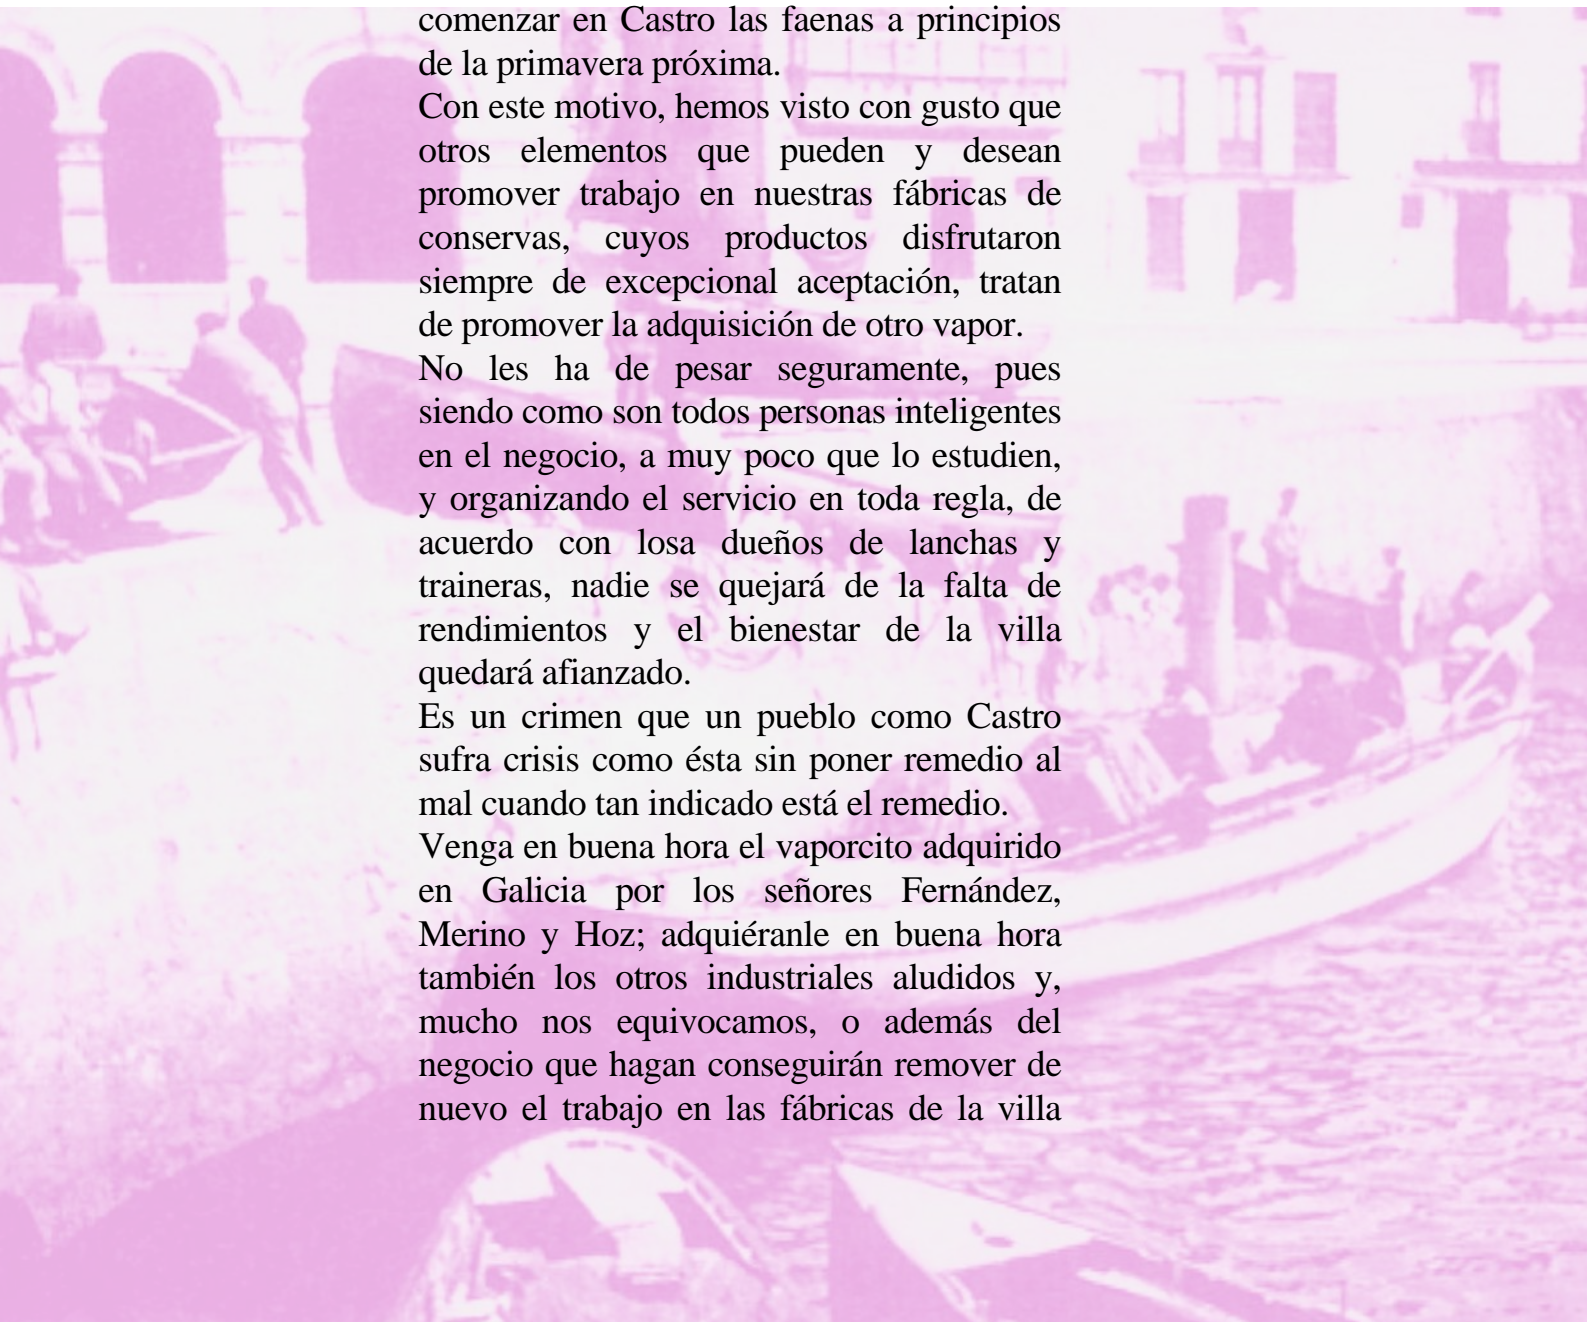 comenzar en Castro las faenas a principios
de la primavera próxima.
Con este motivo, hemos visto con gusto que
otros elementos que pueden y desean
promover trabajo en nuestras fábricas de
conservas, cuyos productos disfrutaron
siempre de excepcional aceptación, tratan
de promover la adquisición de otro vapor.
No les ha de pesar seguramente, pues
siendo como son todos personas inteligentes
en el negocio, a muy poco que lo estudien,
y organizando el servicio en toda regla, de
acuerdo con losa dueños de lanchas y
traineras, nadie se quejará de la falta de
rendimientos y el bienestar de la villa
quedará afianzado.
Es un crimen que un pueblo como Castro
sufra crisis como ésta sin poner remedio al
mal cuando tan indicado está el remedio.
Venga en buena hora el vaporcito adquirido
en Galicia por los señores Fernández,
Merino y Hoz; adquiéranle en buena hora
también los otros industriales aludidos y,
mucho nos equivocamos, o además del
negocio que hagan conseguirán remover de
nuevo el trabajo en las fábricas de la villa